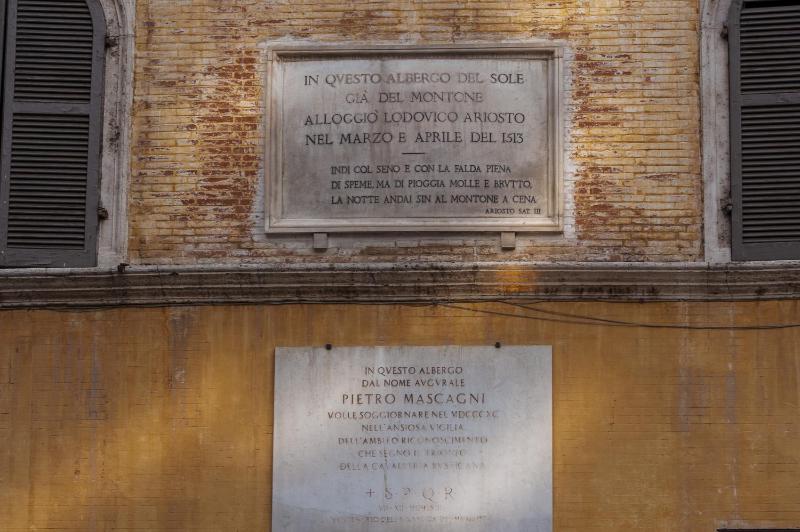 IN QVESTO ALBERGO DEL SOLE
GIÀ DEL MONTONE
ALLOGGIÒ LODOVICO ARIOSTO
NEL MARZO E APRILE DEL 1513
INDI COL SENO E CON LA FALDA PIENA
DI SPEME, MA DI PIOGGIA MOLLE E BRVTTO,
LA NOTTE ANDAI SIN AL MONTONE A CENA
ARIOSTO SAT. III
IN QVESTO ALBERGO
DAL NOME AVGVRALE
PIETRO MASCAGNI
VOLLE SOGGIORNARE NEL MDCCCXC
NELL'ANSIOSA VIGILIA
DELL'AMBITO RICONOSCIMENTO
CHE SEGNÒ IL TRIONFO
DELLA CAVALLERIA RVSTICANA
+ S P Q R